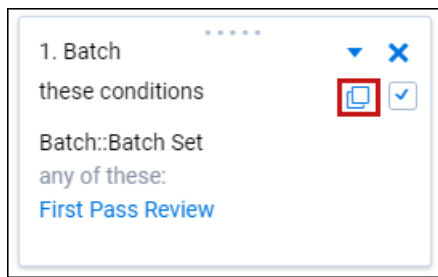 1. Batch
these conditions
Batch::Batch Set
any of these:
First Pass Review